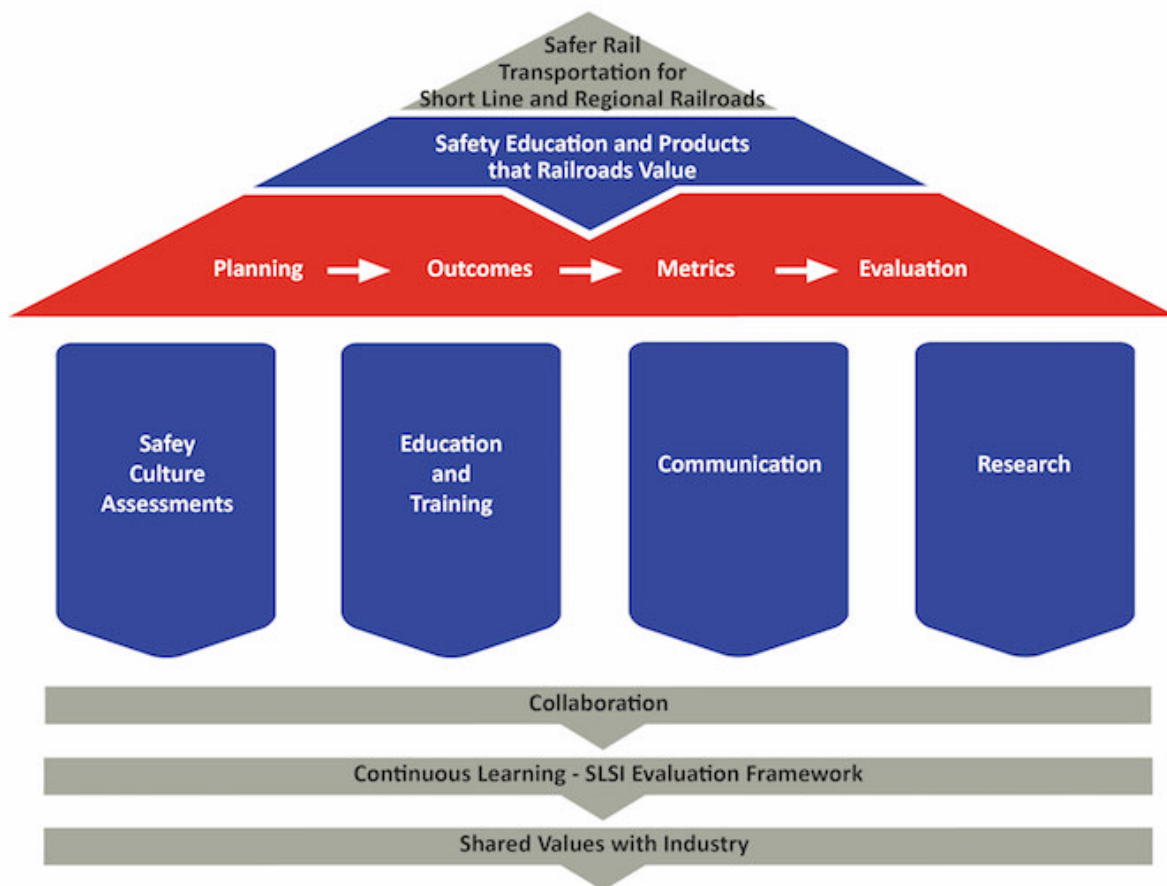 Safer Rail
Transportation for
Short Line and Regional Railroads
Safety Education and Products
that Railroads Value
Planning
Outcomes
Metrics
Evaluation
Safey
Culture
Assessments
Education
and
Training
Communication
Research
Collaboration
Continuous Learning - SLSI Evaluation Framework
Shared Values with Industry